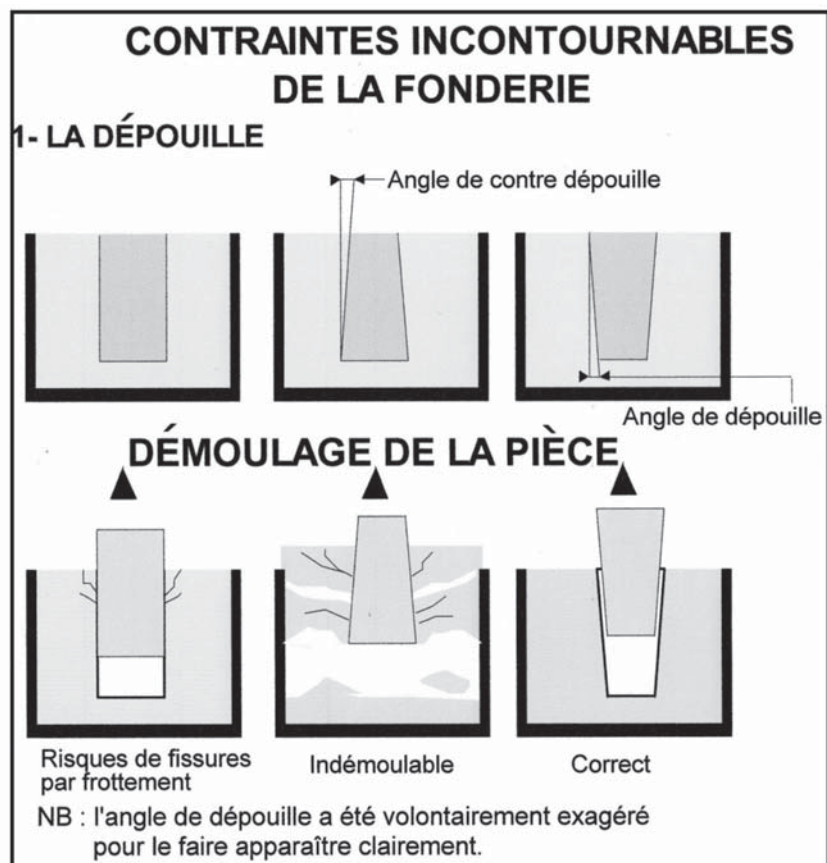 CONTRAINTES INCONTOURNABLES
DE LA FONDERIE
1- LA DÉPOUILLE
Angle de contre dépouille
Angle de dépouille
DÉMOULAGE DE LA PIÈCE
Risques de fissures
par frottement
Indémoulable
Correct
NB : l'angle de dépouille a été volontairement exagéré
pour le faire apparaître clairement.